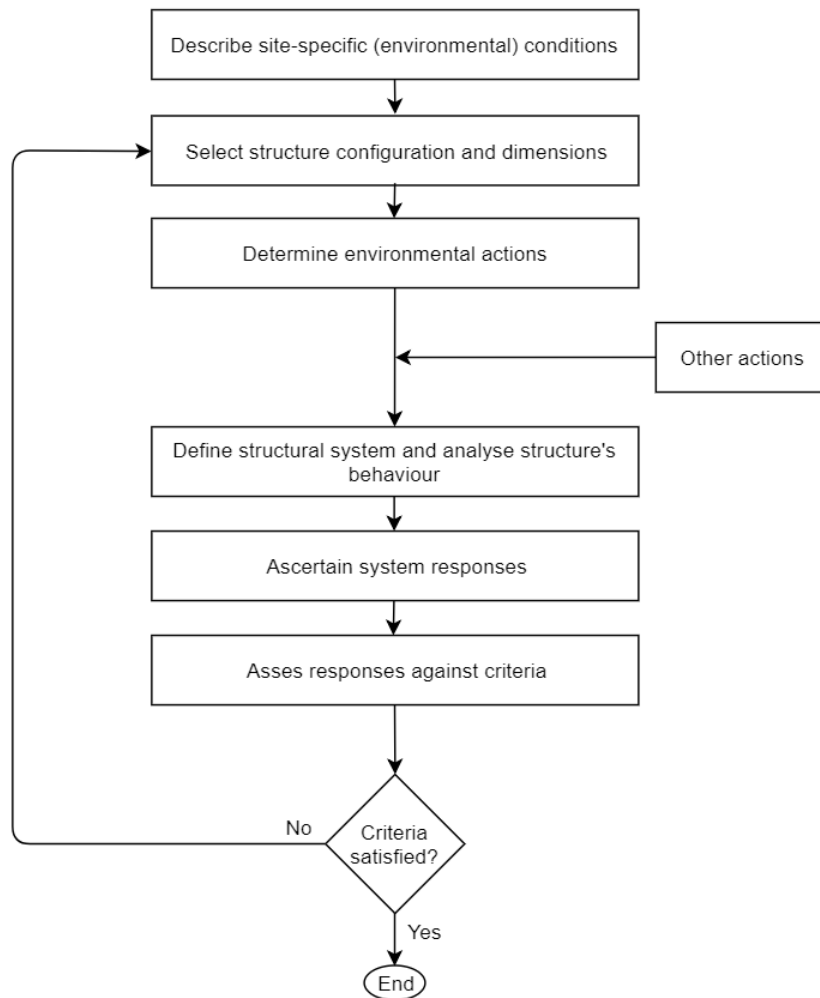 Describe site-specific (environmental) conditions
Select structure configuration and dimensions
Determine environmental actions
Other actions
Define structural system and analyse structure's
behaviour
Ascertain system responses
Asses responses against criteria
No
Criteria
satisfied?
Yes
End